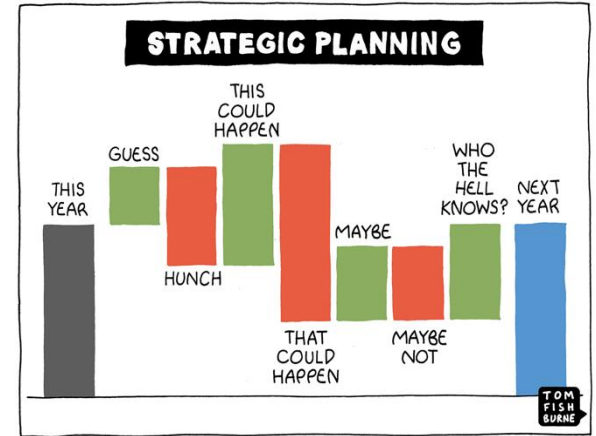 STRATEGIC PLANNING
THIS
YEAR
GUESS
HUNCH
THIS
COULD
HAPPEN
THAT
COULD
HAPPEN
MAYBE
MAYBE
NOT
WHO
THE
HELL
KNOWS?
NEXT
YEAR
TOM
FISH
BURNE